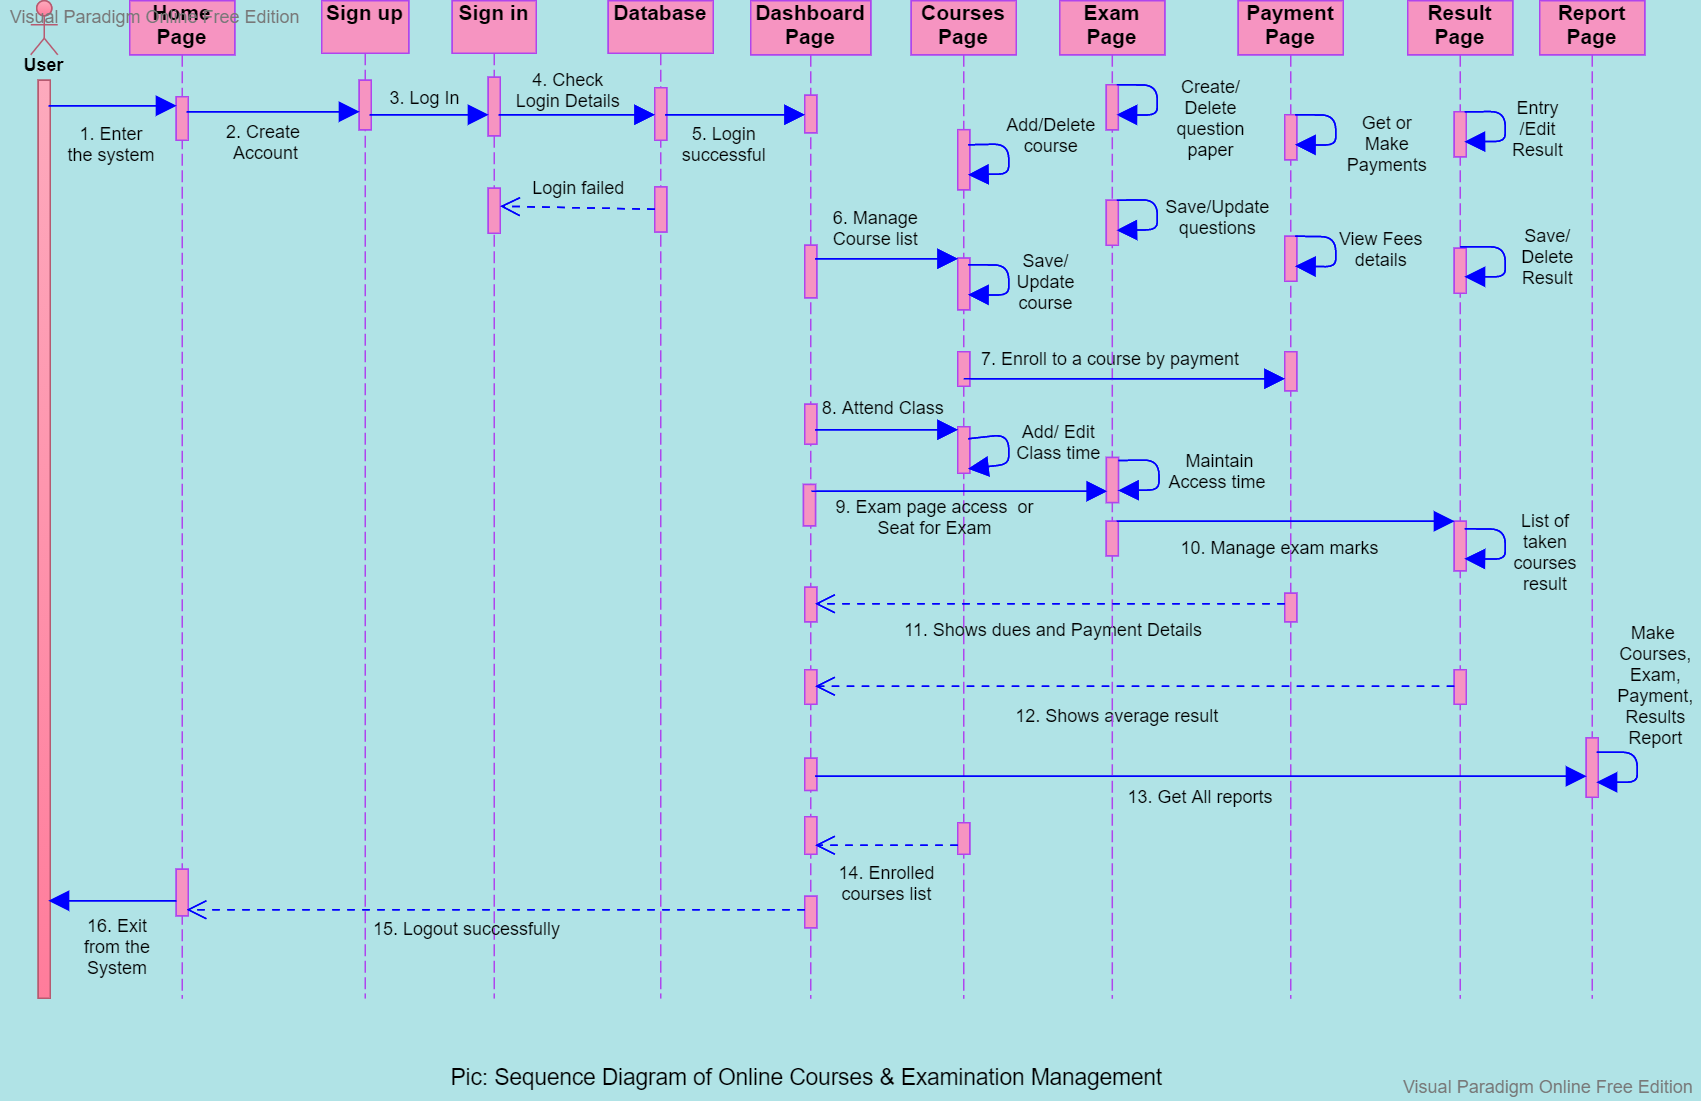 Visual Paradigm Online Free Edition
User
Home
Page
Sign up
Sign in
Database
Dashboard
Page
Courses
Page
Exam
Page
Payment
Page
Result
Page
Report
Page
1. Enter
the system
2. Create
Account
3. Log In
4. Check
Login Details
5. Login
successful
Login failed
Add/Delete
course
Create/
Delete
question
paper
Get or
Make
Payments
Entry
/Edit
Result
6. Manage
Course list
Save/
Update
course
Save/Update
questions
View Fees
details
Save/
Delete
Result
7. Enroll to a course by payment
8. Attend Class
Add/ Edit
Class time
Maintain
Access time
9. Exam page access  or
Seat for Exam
10. Manage exam marks
List of
taken
courses
result
11. Shows dues and Payment Details
12. Shows average result
Make
Courses,
Exam,
Payment,
Results
Report
13. Get All reports
14. Enrolled
courses list
15. Logout successfully
16. Exit
from the
System
Pic: Sequence Diagram of Online Courses & Examination Management
Visual Paradigm Online Free Edition